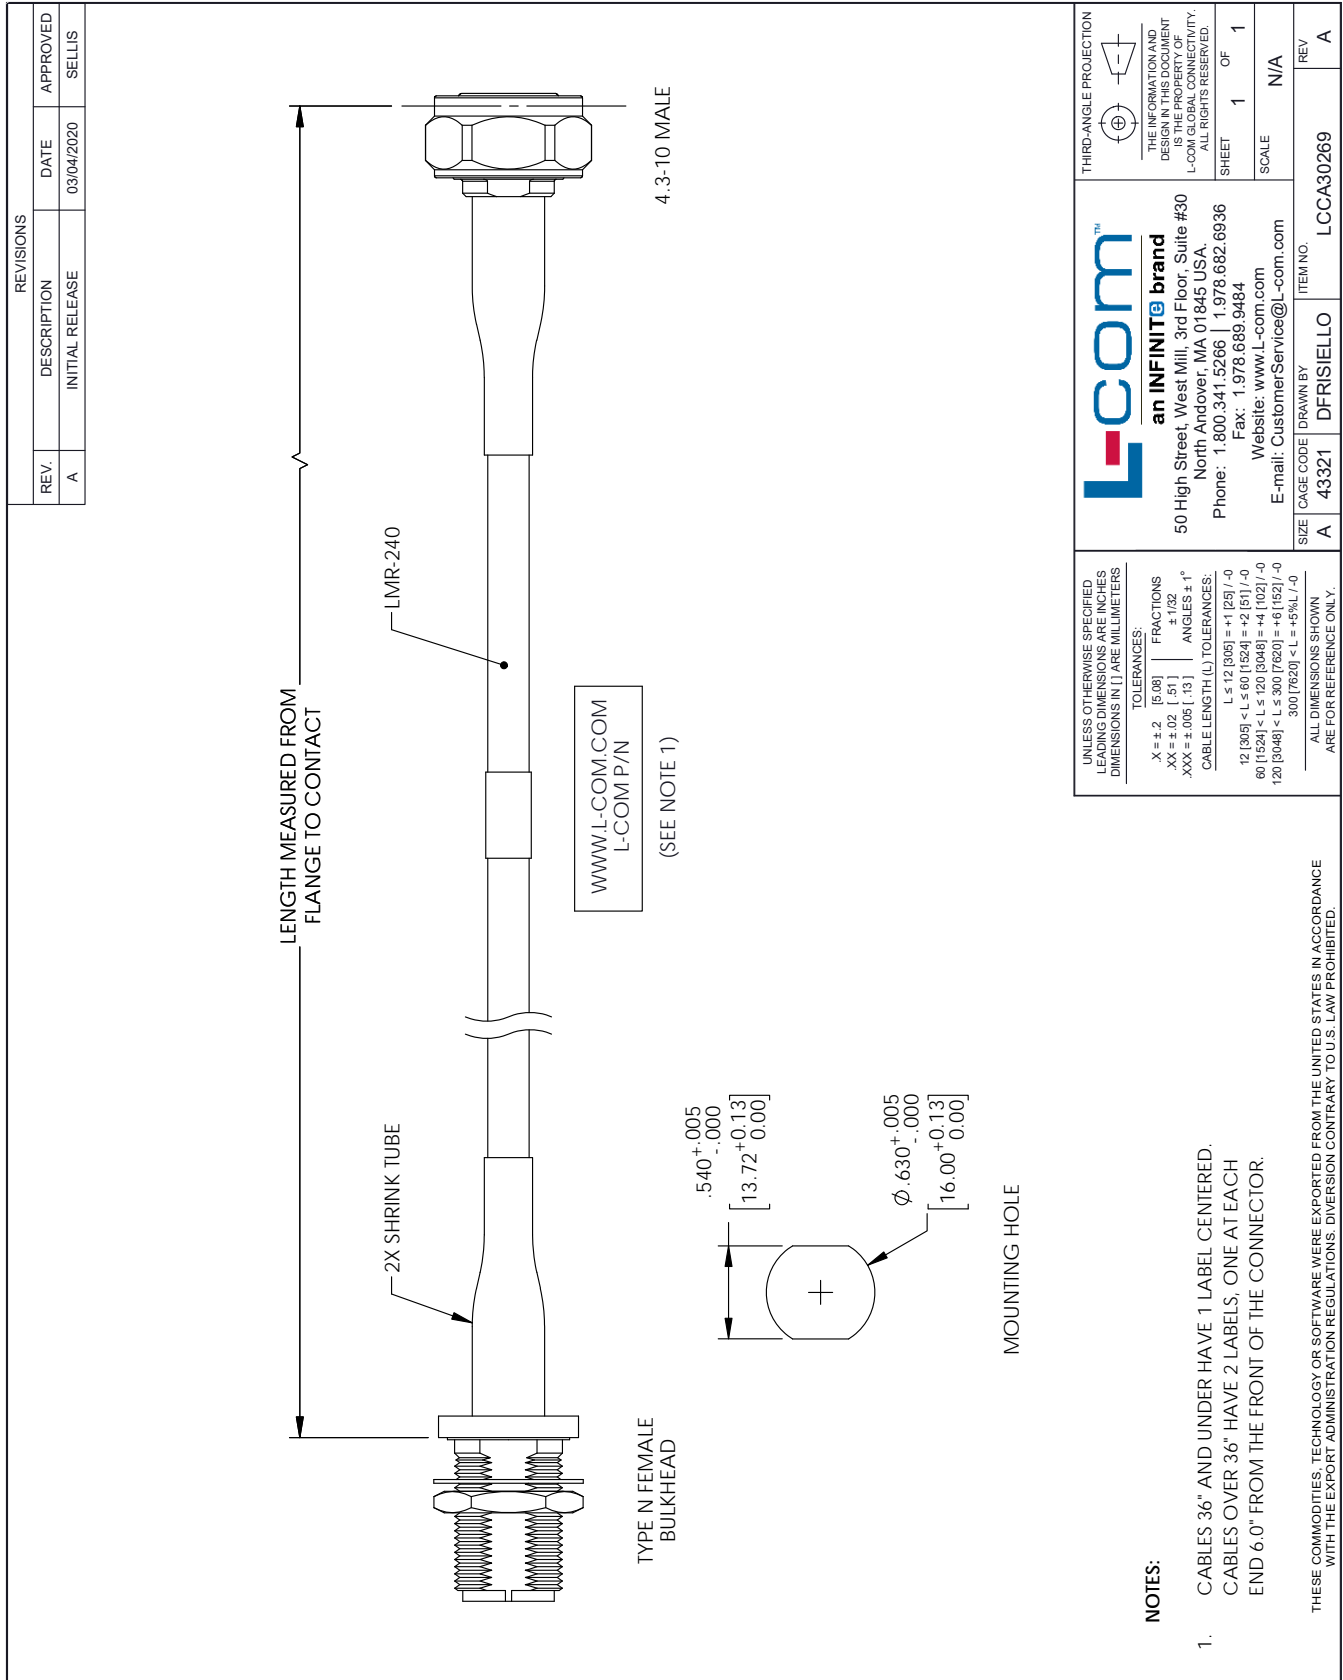 REVISIONS
REV. DESCRIPTION DATE APPROVED
A INITIAL RELEASE 03/04/2020 SELLIS
LENGTH MEASURED FROM
FLANGE TO CONTACT
2X SHRINK TUBE
LMR-240
4.3-10 MALE
WWW.L-COM.COM
L-COM P/N
(SEE NOTE 1)
TYPE N FEMALE
BULKHEAD
.540 +.005
-.000
[13.72 +0.13
0.00]
Ø.630 +.005
-.000
[16.00 +0.13
0.00]
MOUNTING HOLE
NOTES:
1. CABLES 36" AND UNDER HAVE 1 LABEL CENTERED.
CABLES OVER 36" HAVE 2 LABELS, ONE AT EACH
END 6.0" FROM THE FRONT OF THE CONNECTOR.
UNLESS OTHERWISE SPECIFIED
LEADING DIMENSIONS ARE INCHES
DIMENSIONS IN [ ] ARE MILLIMETERS
TOLERANCES:
.X = ± .2 [5.08] FRACTIONS
.XX = ± .02 [ .51 ] ± 1/32
.XXX = ± .005 [ .13 ] ANGLES ± 1°
CABLE LENGTH (L) TOLERANCES:
L ≤ 12 [305] = +1 [25] / -0
12 [305] < L ≤ 60 [1524] = +2 [51] / -0
60 [1524] < L ≤ 120 [3048] = +4 [102] / -0
120 [3048] < L ≤ 300 [7620] = +6 [152] / -0
300 [7620] < L = +5%L / -0
ALL DIMENSIONS SHOWN
ARE FOR REFERENCE ONLY.
L-com™
an INFINITe brand
50 High Street, West Mill, 3rd Floor, Suite #30
North Andover, MA 01845 USA.
Phone: 1.800.341.5266 | 1.978.682.6936
Fax: 1.978.689.9484
Website: www.L-com.com
E-mail: CustomerService@L-com.com
THIRD-ANGLE PROJECTION
THE INFORMATION AND
DESIGN IN THIS DOCUMENT
IS THE PROPERTY OF
L-COM GLOBAL CONNECTIVITY.
ALL RIGHTS RESERVED.
SHEET 1 OF 1
SCALE N/A
SIZE A
CAGE CODE 43321
DRAWN BY DFRISIELLO
ITEM NO. LCCA30269
REV A
THESE COMMODITIES, TECHNOLOGY OR SOFTWARE WERE EXPORTED FROM THE UNITED STATES IN ACCORDANCE
WITH THE EXPORT ADMINISTRATION REGULATIONS. DIVERSION CONTRARY TO U.S. LAW PROHIBITED.